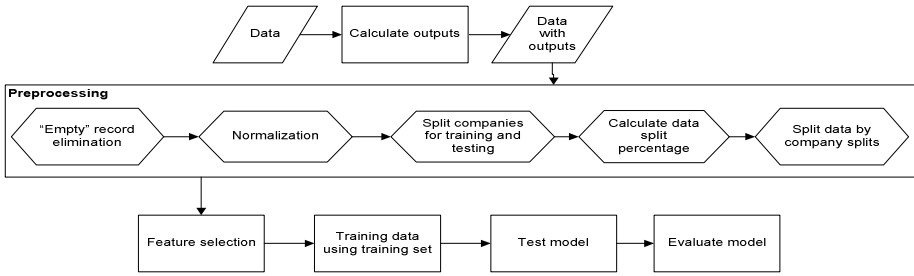 Data
Calculate outputs
Data
with
outputs
Preprocessing
“Empty” record
elimination
Normalization
Split companies
for training and
testing
Calculate data
split
percentage
Split data by
company splits
Feature selection
Training data
using training set
Test model
Evaluate model